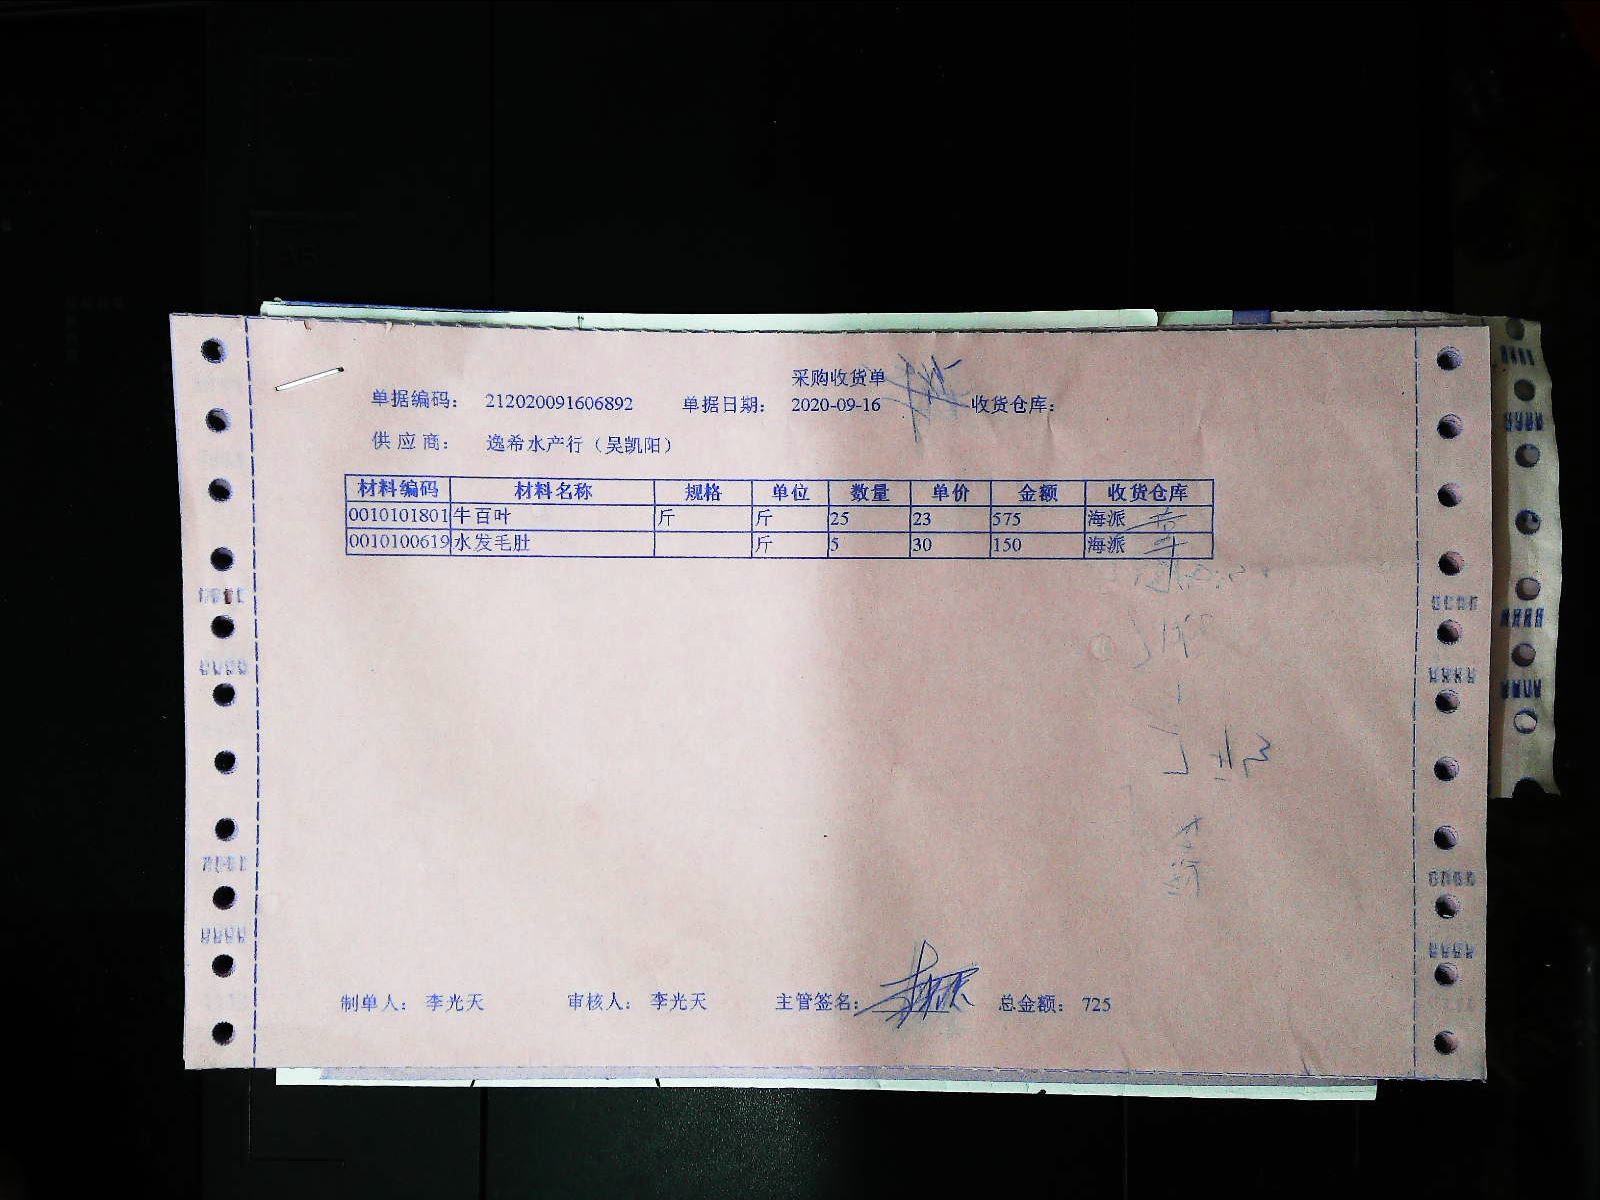 采购收货单
单据编码： 212020091606892 单据日期： 2020-09-16 收货仓库：
供应商： 逸希水产行（吴凯阳）
材料编码 材料名称 规格 单位 数量 单价 金额 收货仓库
0010101801 牛百叶 斤 斤 25 23 575 海派
0010100619 水发毛肚 斤 5 30 150 海派
制单人： 李光天 审核人： 李光天 主管签名： 总金额： 725